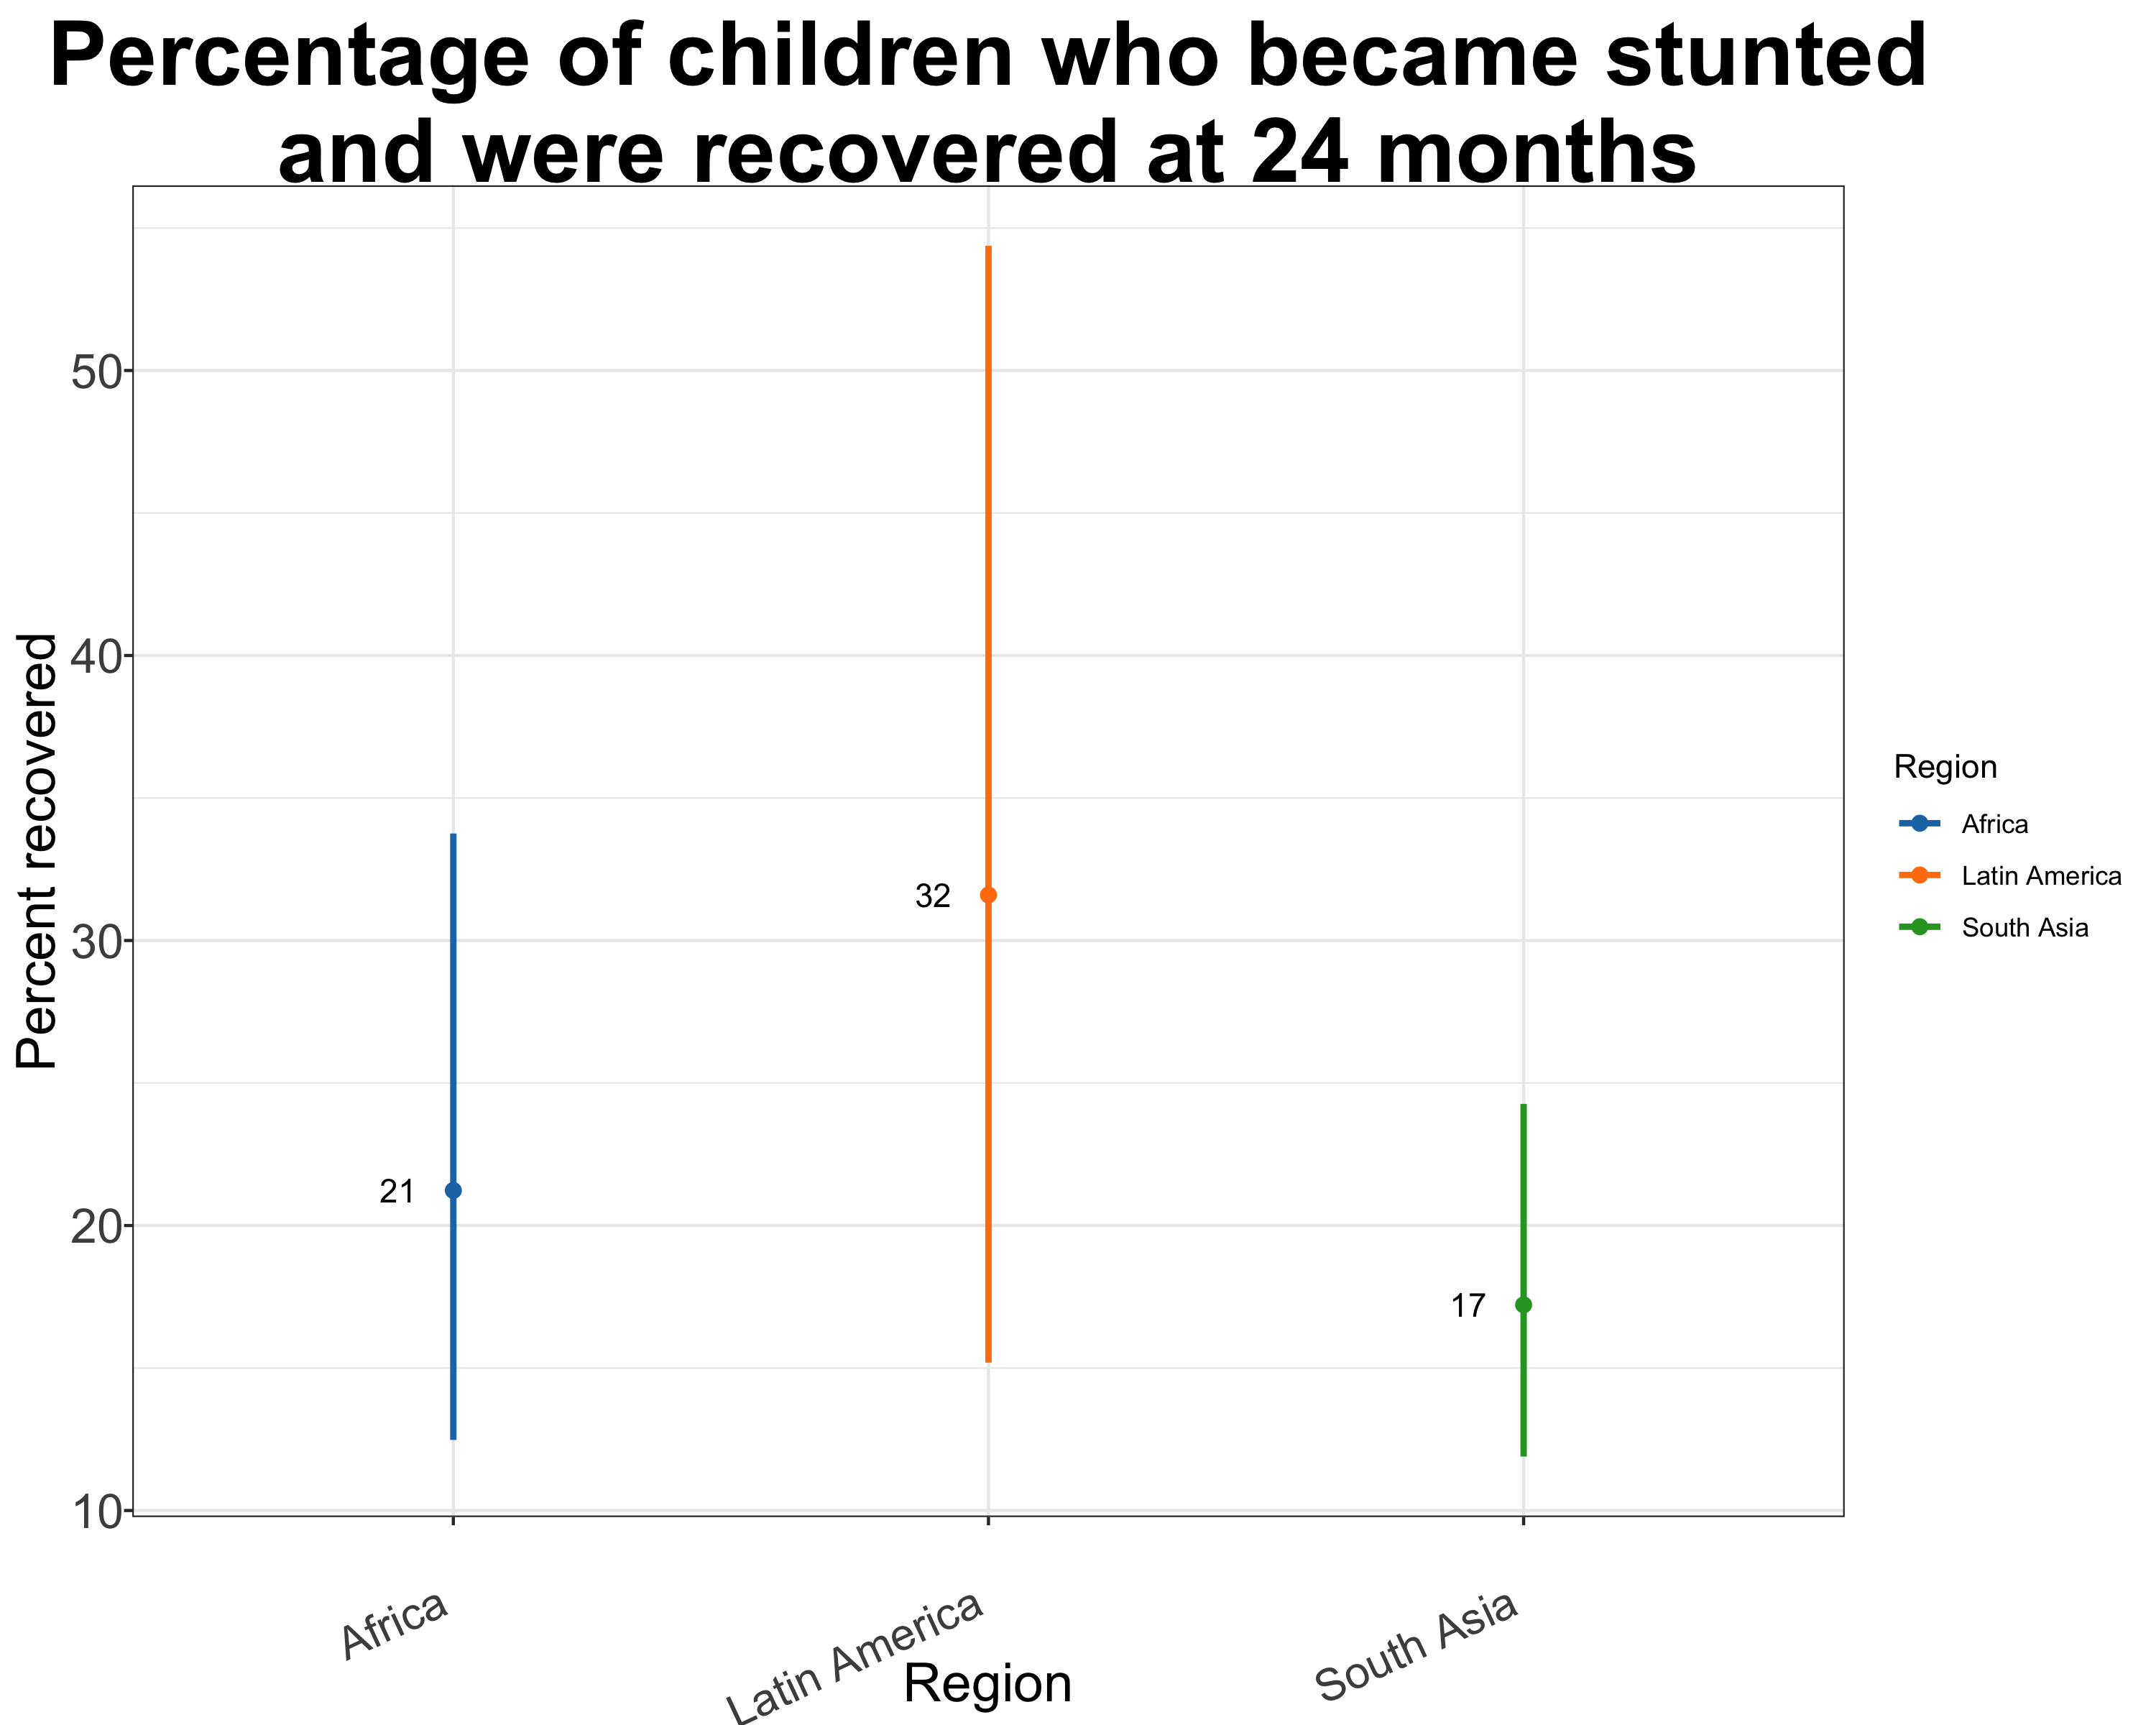 Percentage of children who became stunted
and were recovered at 24 months
Percent recovered
50
40
30
20
10
21
32
17
Africa
Latin America
South Asia
Region
Region
Africa
Latin America
South Asia